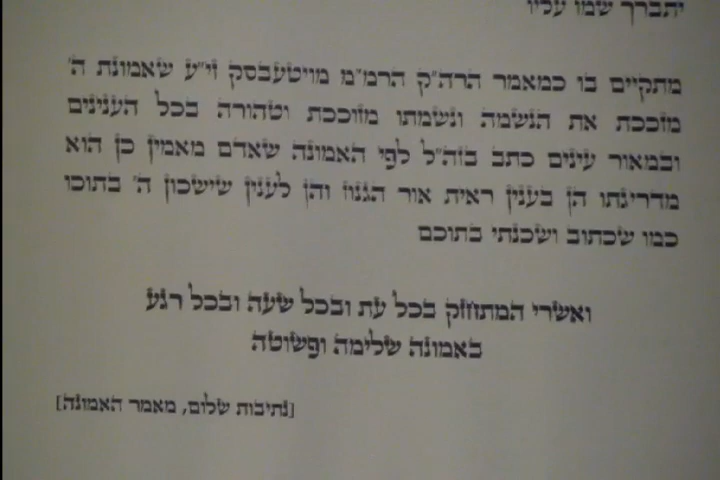 יתברך שמו עליו
מתקיים בו כמאמר הרה"ק הרמ"מ מויטעבסק זי"ע שאמונת ה'
מזככת את הנשמה ונשמתו מזוככת וטהורה בכל הענינים
ובמאור עינים כתב בזה"ל לפי האמונה שאדם מאמין כן הוא
מדריגתו הן בענין ראית אור הגנוז והן לענין שישכון ה' בתוכו
כמו שכתוב ושכנתי בתוכם
ואשרי המתחזק בכל עת ובכל שעה ובכל רגע
באמונה שלימה ופשוטה
[נתיבות שלום, מאמר האמונה]